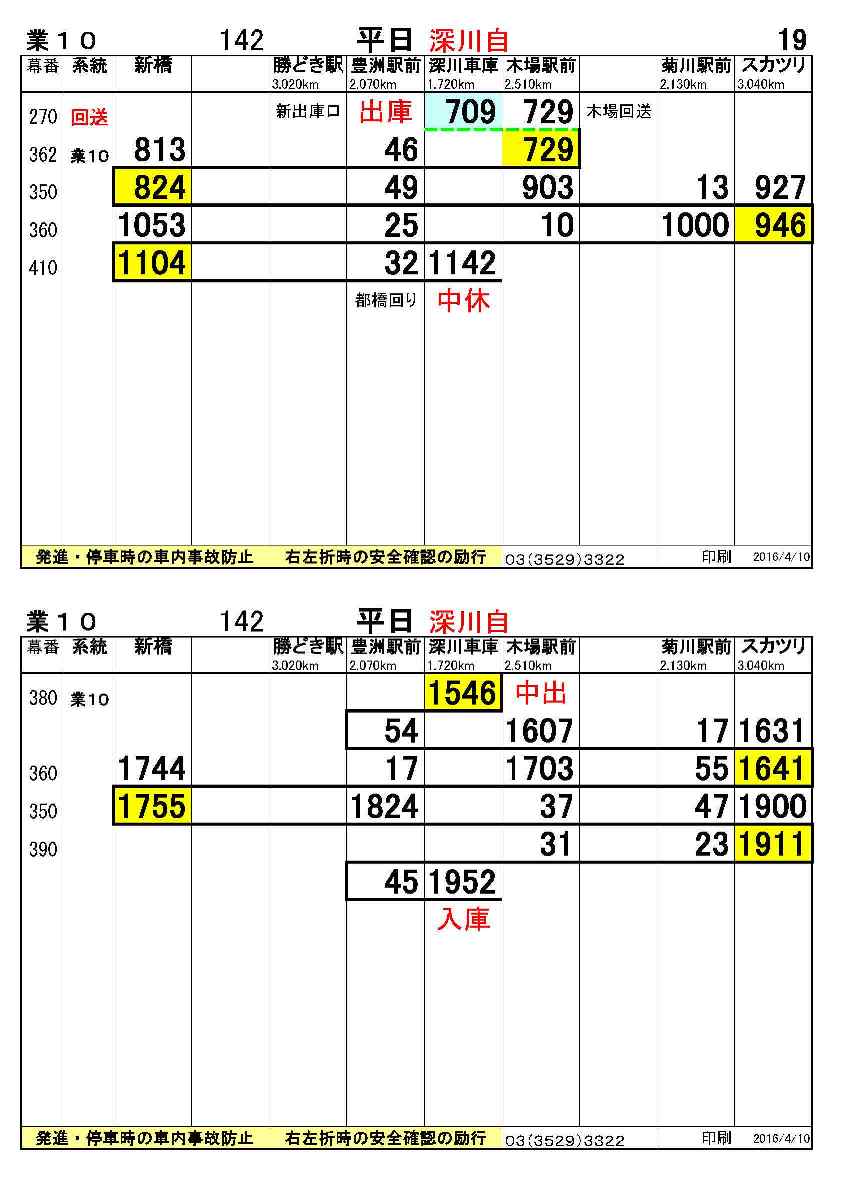 業１０ 142 平日 深川自 19
幕番 系統 新橋 勝どき駅 豊洲駅前 深川車庫 木場駅前 菊川駅前 スカツリ
3.020km 2.070km 1.720km 2.510km 2.130km 3.040km
270 回送 新出庫口 出庫 709 729 木場回送
362 業10 813 46 729
350 824 49 903 13 927
360 1053 25 10 1000 946
410 1104 32 1142
都橋回り 中休
発進・停車時の車内事故防止 右左折時の安全確認の励行 03(3529)3322 印刷 2016/4/10
業１０ 142 平日 深川自
幕番 系統 新橋 勝どき駅 豊洲駅前 深川車庫 木場駅前 菊川駅前 スカツリ
3.020km 2.070km 1.720km 2.510km 2.130km 3.040km
380 業10 1546 中出
54 1607 17 1631
360 1744 17 1703 55 1641
350 1755 1824 37 47 1900
390 31 23 1911
45 1952
入庫
発進・停車時の車内事故防止 右左折時の安全確認の励行 03(3529)3322 印刷 2016/4/10